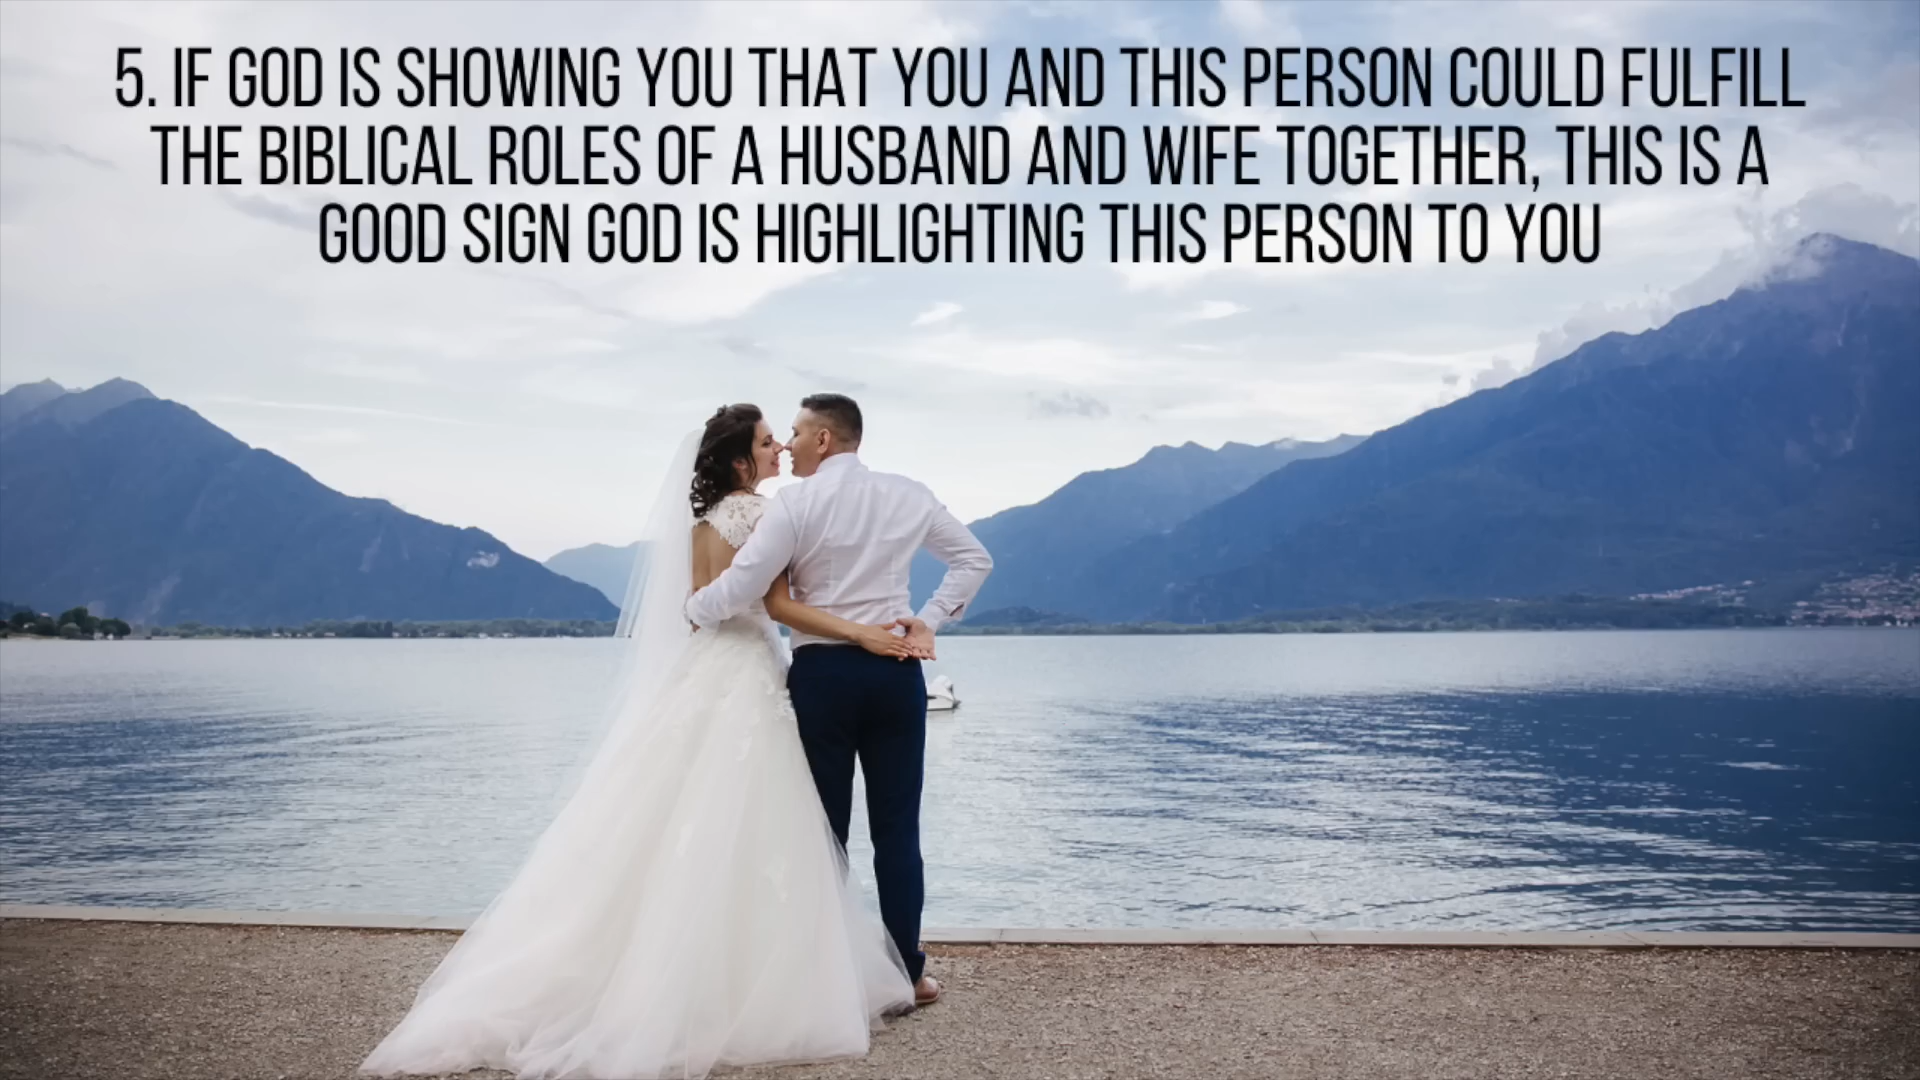 5. IF GOD IS SHOWING YOU THAT YOU AND THIS PERSON COULD FULFILL
THE BIBLICAL ROLES OF A HUSBAND AND WIFE TOGETHER, THIS IS A
GOOD SIGN GOD IS HIGHLIGHTING THIS PERSON TO YOU